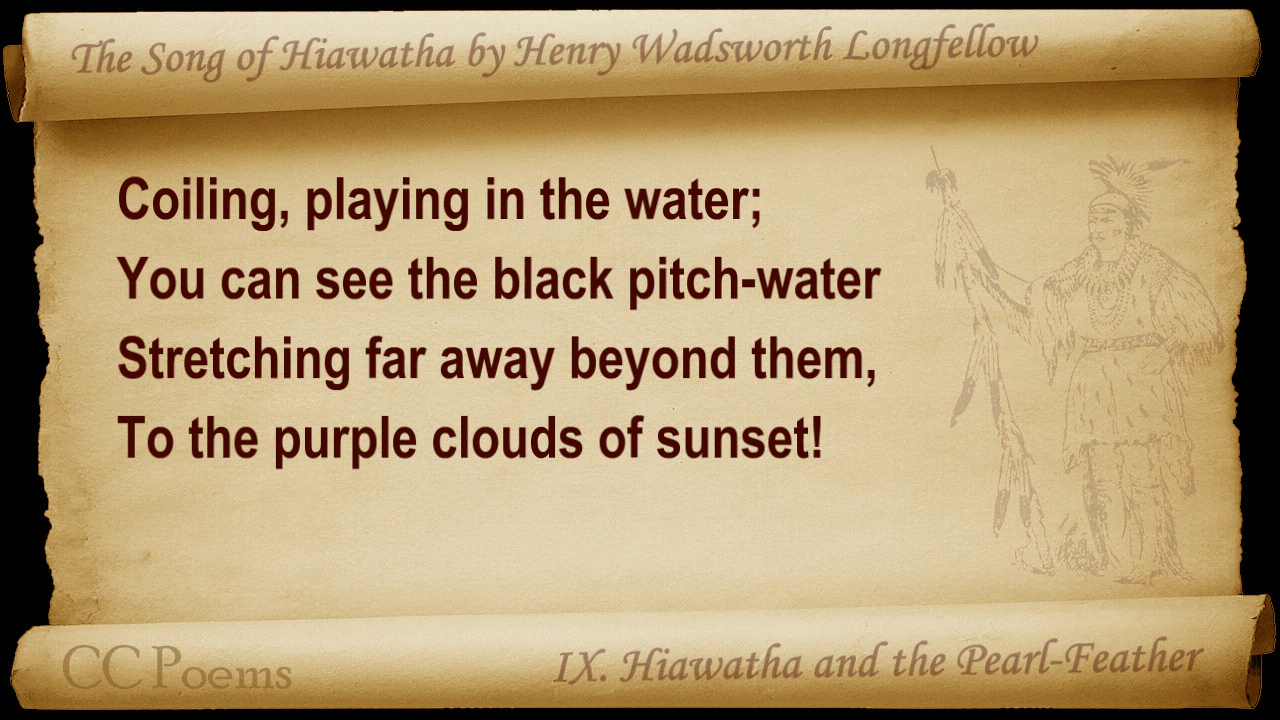 The Song of Hiawatha by Henry Wadsworth Longfellow
Coiling, playing in the water;
You can see the black pitch-water
Stretching far away beyond them,
To the purple clouds of sunset!
CC Poems
IX. Hiawatha and the Pearl-Feather